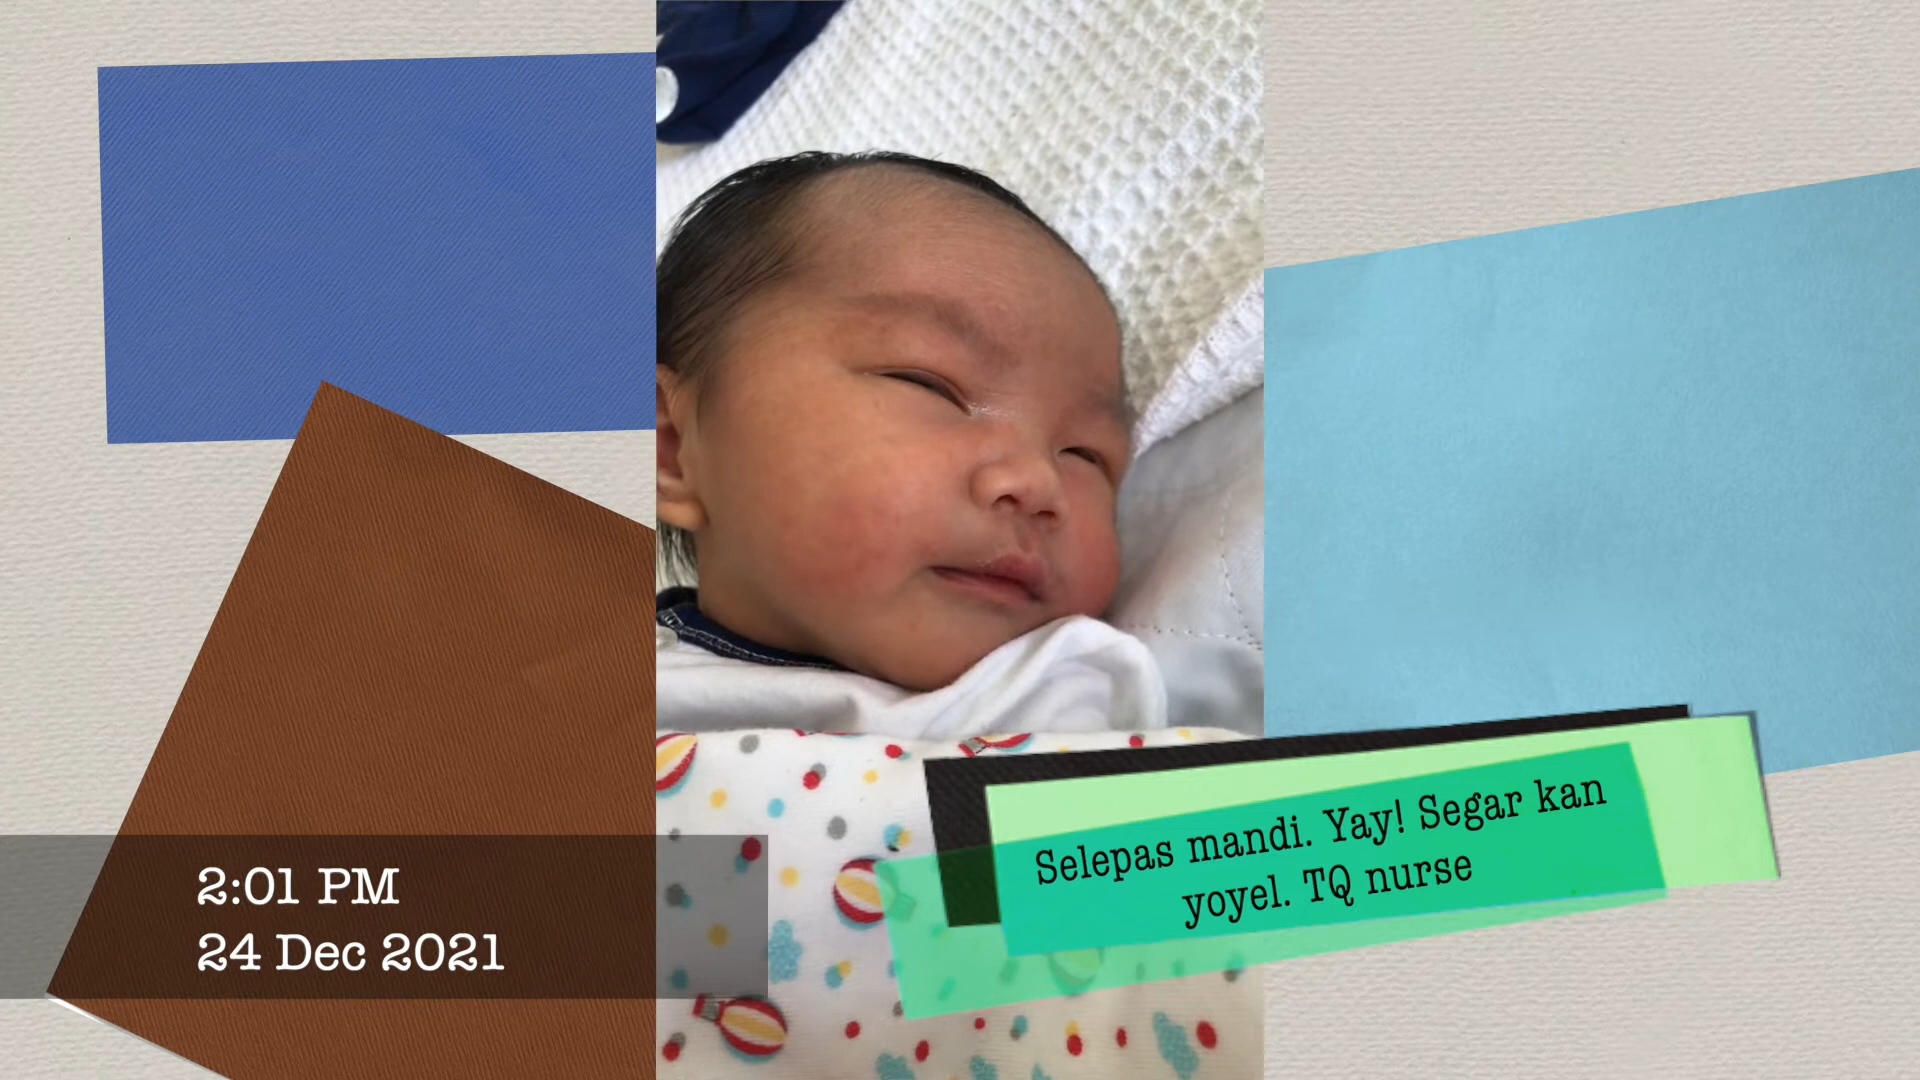 2:01 PM
24 Dec 2021
Selepas mandi. Yay! Segar kan
yoyel. TQ nurse